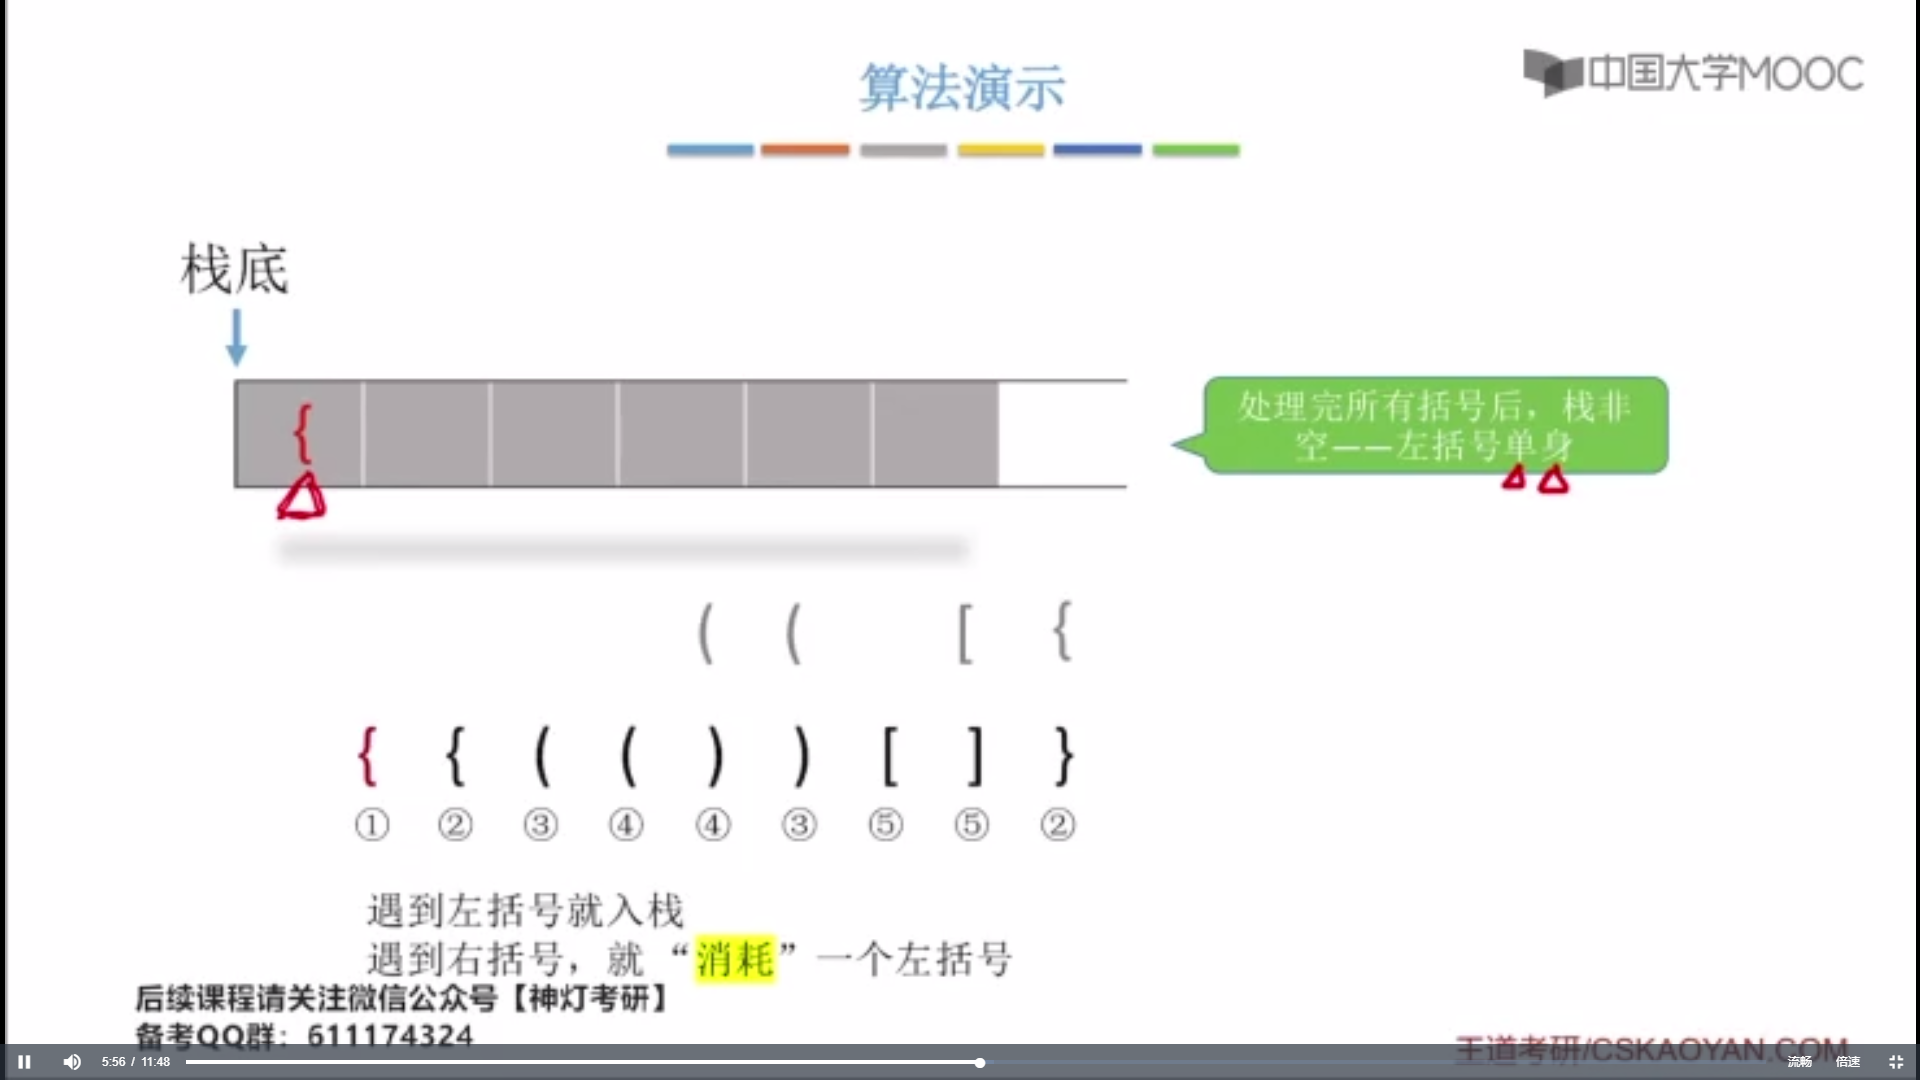 算法演示
中国大学MOOC
栈底
{
处理完所有括号后，栈非
空——左括号单身
( ( [ {
{ { ( ( ) ) [ ] }
① ② ③ ④ ④ ③ ⑤ ⑤ ②
遇到左括号就入栈
遇到右括号，就“消耗”一个左括号
后续课程请关注微信公众号【神灯考研】
备考QQ群：611174324
王道考研/CSKAOYAN.COM
5:56 / 11:48
流畅 倍速